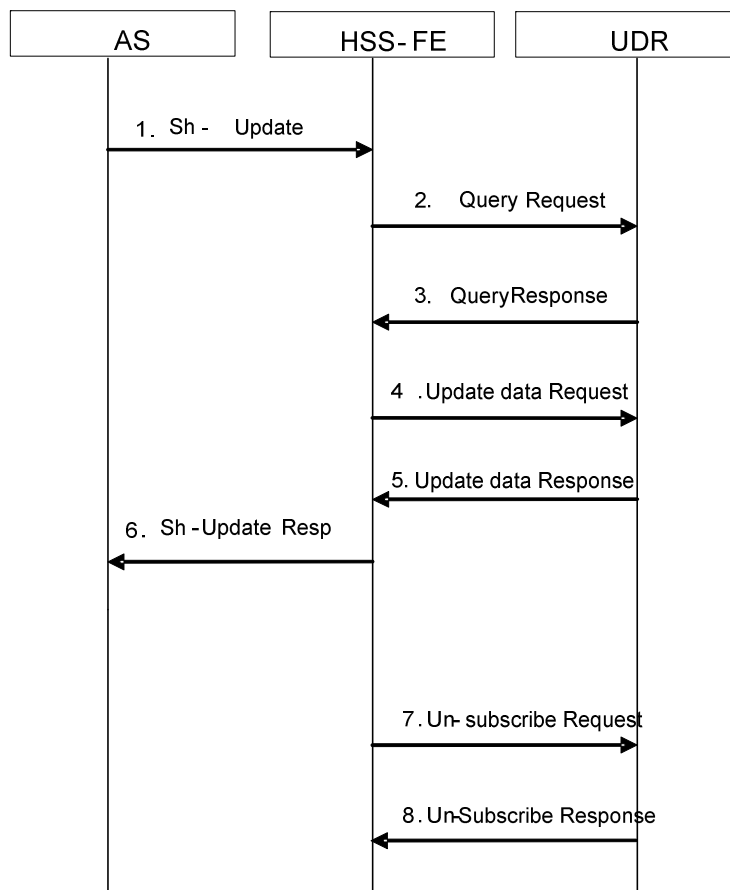 AS
HSS-FE
UDR
1. Sh - Update
2. Query Request
3. QueryResponse
4 .Update data Request
5. Update data Response
6. Sh -Update Resp
7. Un- subscribe Request
8. Un-Subscribe Response